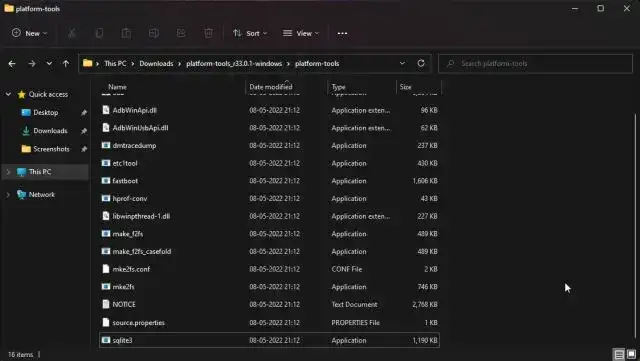 platform-tools
New
Sort
View
This PC > Downloads > platform-tools_r33.0.1-windows > platform-tools
Search platform-tools
Name Date modified Type Size
Quick access
Desktop
Downloads
Screenshots
This PC
Network
AdbWinApi.dll 08-05-2022 21:12 Application exten... 96 KB
AdbWinUsbApi.dll 08-05-2022 21:12 Application exten... 62 KB
dmtracedump 08-05-2022 21:12 Application 237 KB
etc1tool 08-05-2022 21:12 Application 430 KB
fastboot 08-05-2022 21:12 Application 1,606 KB
hprof-conv 08-05-2022 21:12 Application 43 KB
libwinpthread-1.dll 08-05-2022 21:12 Application exten... 227 KB
make_f2fs 08-05-2022 21:12 Application 489 KB
make_f2fs_casefold 08-05-2022 21:12 Application 489 KB
mke2fs.conf 08-05-2022 21:12 CONF File 2 KB
mke2fs 08-05-2022 21:12 Application 746 KB
NOTICE 08-05-2022 21:12 Text Document 2,768 KB
source.properties 08-05-2022 21:12 PROPERTIES File 1 KB
sqlite3 08-05-2022 21:12 Application 1,190 KB
16 items